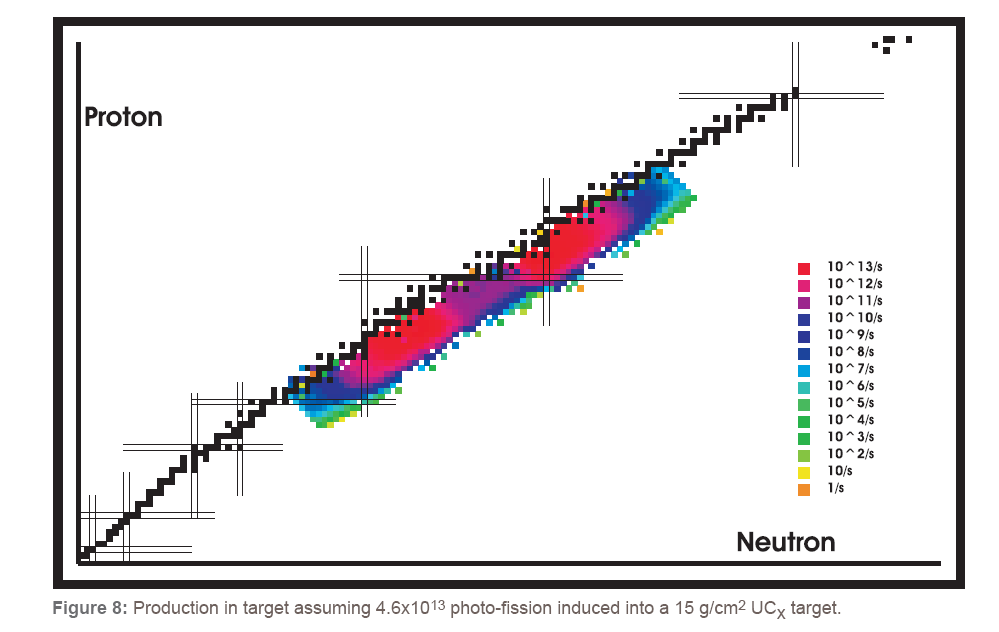 Proton
10^13/s
10^12/s
10^11/s
10^10/s
10^9/s
10^8/s
10^7/s
10^6/s
10^5/s
10^4/s
10^3/s
10^2/s
10/s
1/s
Neutron
Figure 8: Production in target assuming 4.6x10¹³ photo-fission induced into a 15 g/cm² UCₓ target.